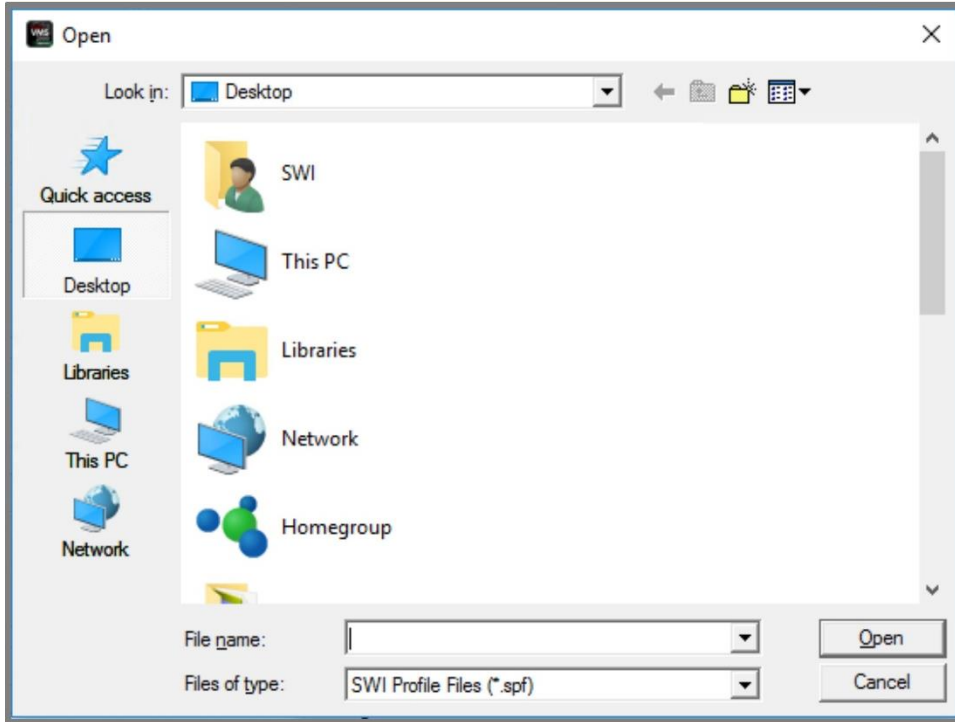 VMS
Open
Look in: Desktop
Quick access
Desktop
Libraries
This PC
Network
SWI
This PC
Libraries
Network
Homegroup
File name:
Open
Files of type: SWI Profile Files (*.spf)
Cancel